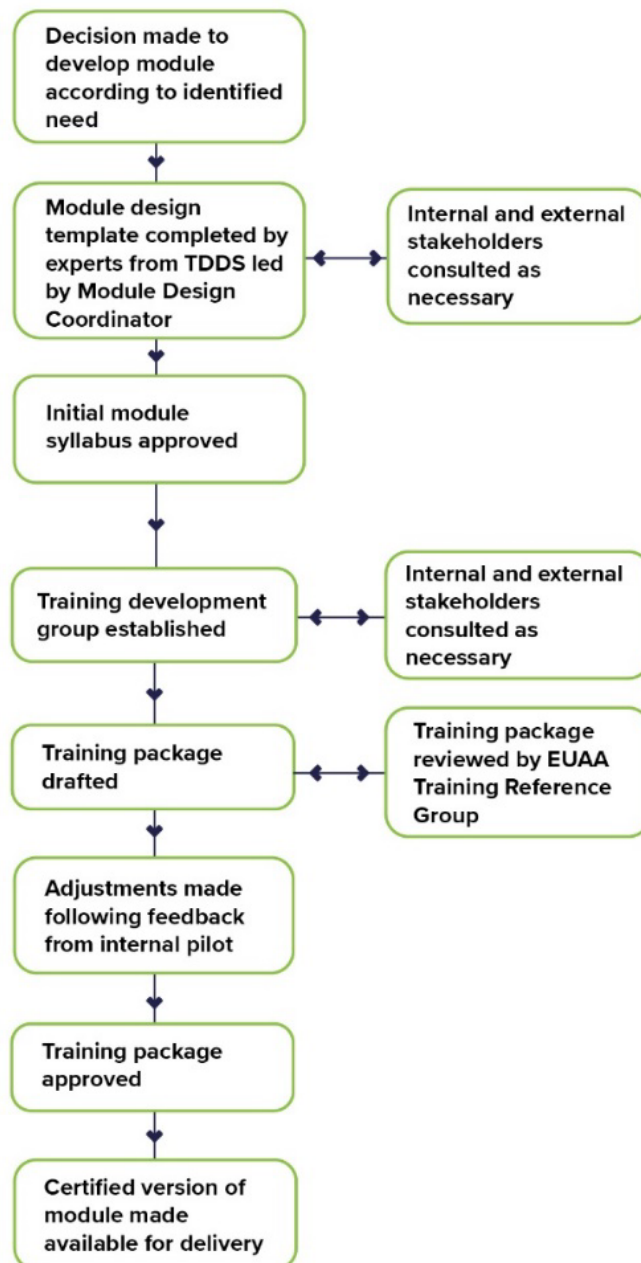 Decision made to
develop module
according to identified
need
Module design
template completed by
experts from TDDS led
by Module Design
Coordinator
Internal and external
stakeholders
consulted as
necessary
Initial module
syllabus approved
Training development
group established
Internal and external
stakeholders
consulted as
necessary
Training package
drafted
Training package
reviewed by EUAA
Training Reference
Group
Adjustments made
following feedback
from internal pilot
Training package
approved
Certified version of
module made
available for delivery